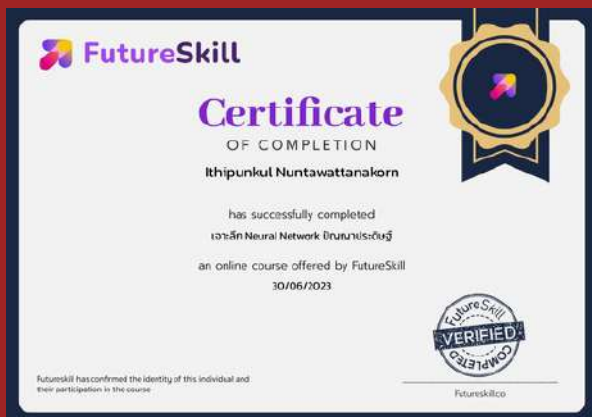 FutureSkill
Certificate
OF COMPLETION
Ithipunkul Nuntawattanakorn
has successfully completed
เจาะลึก Neural Network ปัญญาประดิษฐ์
an online course offered by FutureSkill
30/06/2023
FutureSkill
VERIFIED
COMPLETED
Futureskill has confirmed the identity of this individual and
their participation in the course
Futureskill.co